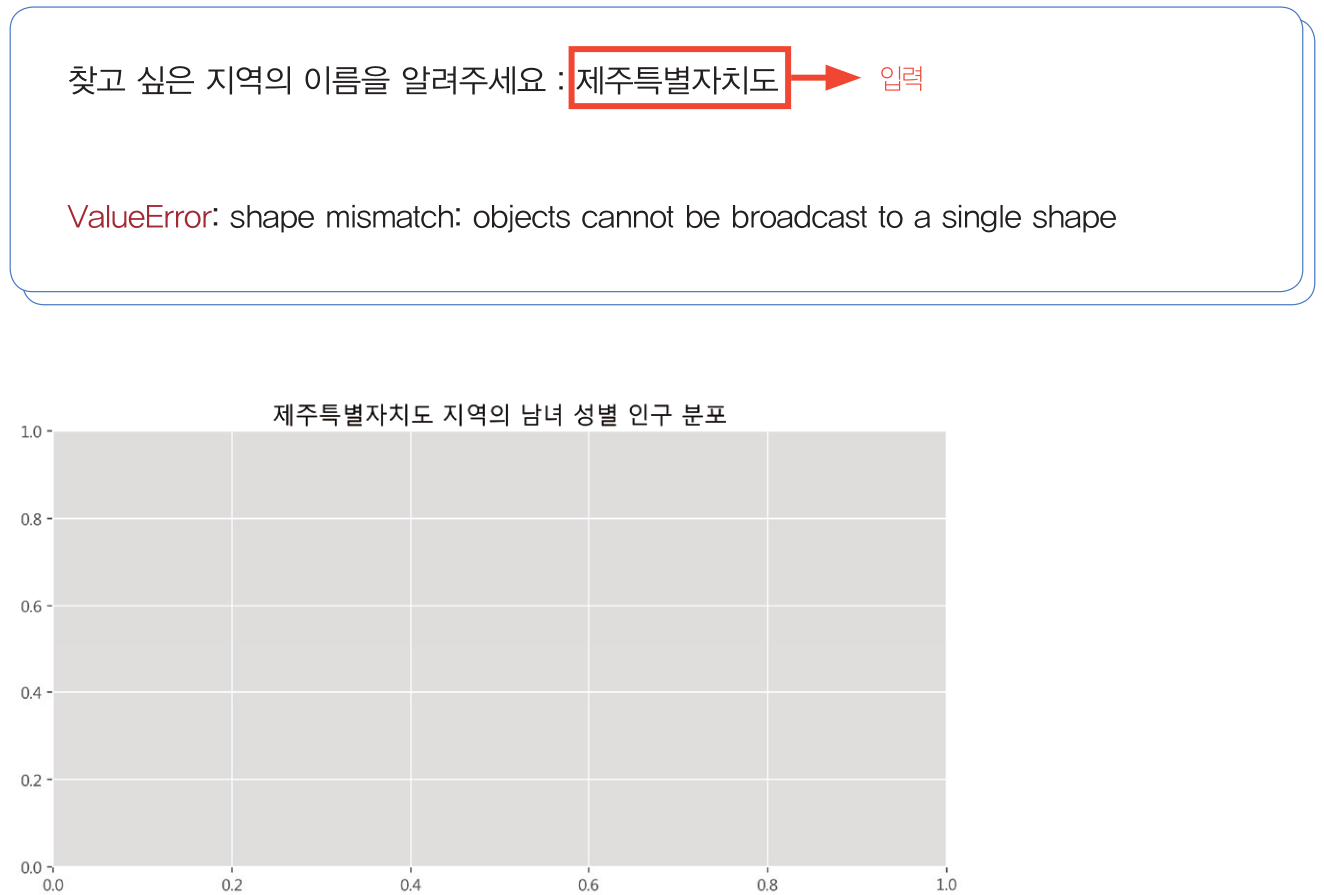 찾고 싶은 지역의 이름을 알려주세요 : 제주특별자치도 입력
ValueError: shape mismatch: objects cannot be broadcast to a single shape
제주특별자치도 지역의 남녀 성별 인구 분포
1.0
0.8
0.6
0.4
0.2
0.0
0.0 0.2 0.4 0.6 0.8 1.0